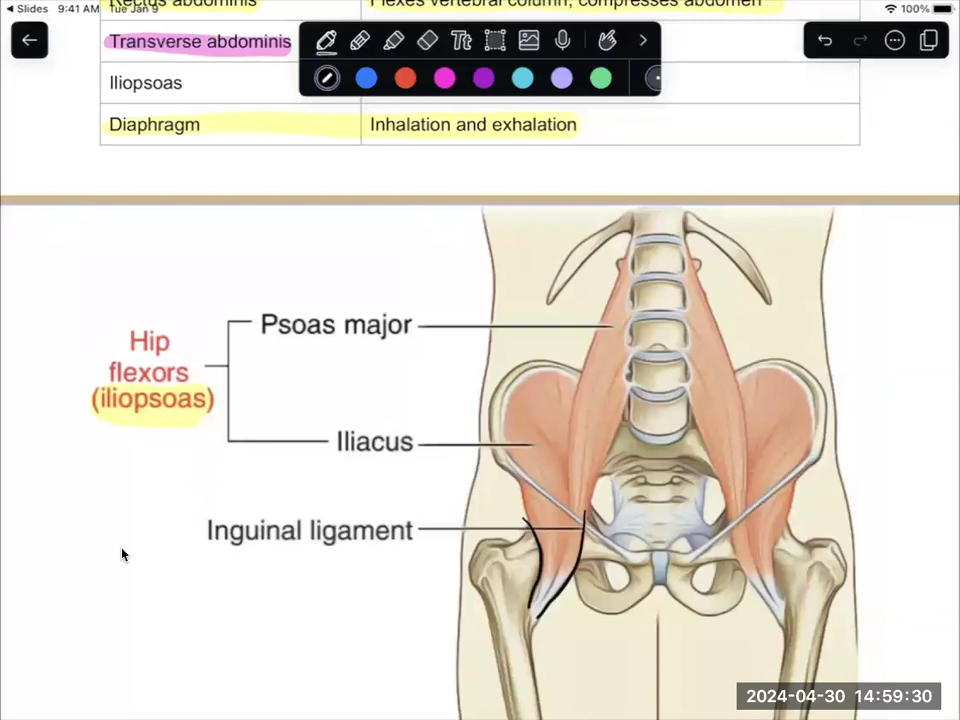 Slides 9:41 AM Tue Jan 9 100%
Rectus abdominis Flexes vertebral column, compresses abdomen
Transverse abdominis
Tt
Iliopsoas
Diaphragm Inhalation and exhalation
Psoas major
Hip
flexors
(iliopsoas)
Iliacus
Inguinal ligament
2024-04-30 14:59:30